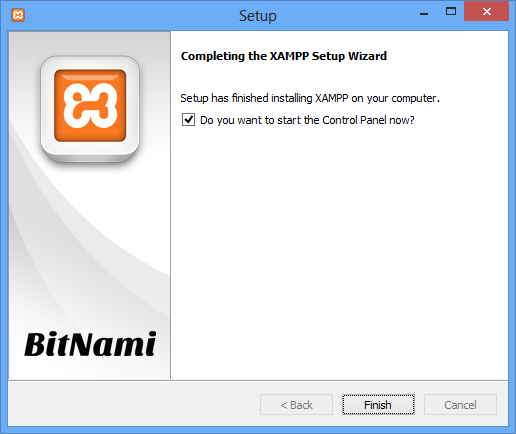 Setup
Completing the XAMPP Setup Wizard
Setup has finished installing XAMPP on your computer.
Do you want to start the Control Panel now?
BitNami
< Back
Finish
Cancel